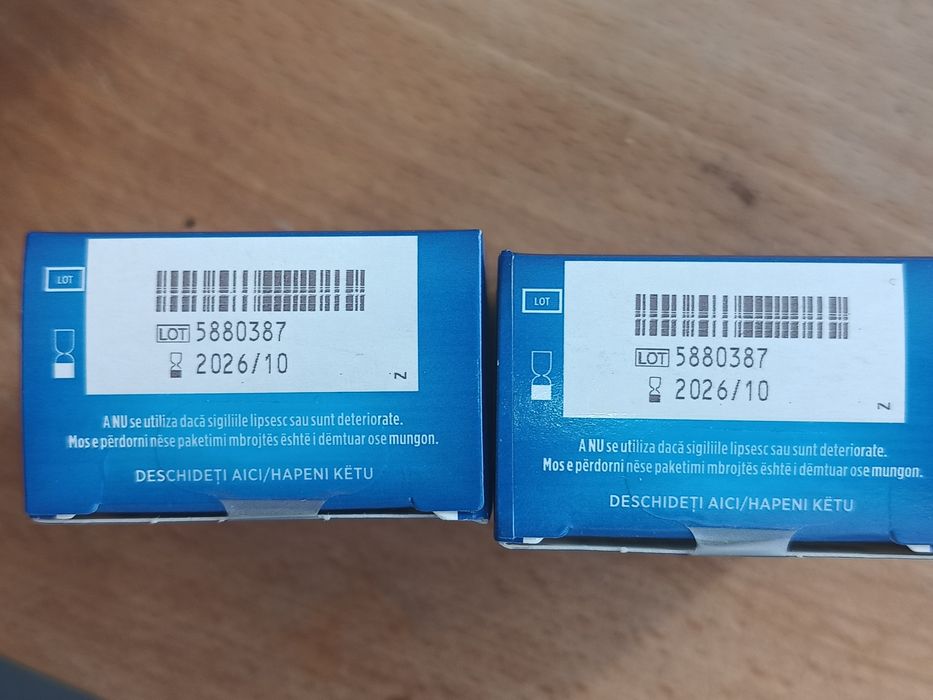 LOT
LOT 5880387
2026/10
Z
A NU se utiliza dacă sigiliile lipsesc sau sunt deteriorate.
Mos e përdorni nëse paketimi mbrojtës është i dëmtuar ose mungon.
DESCHIDEȚI AICI/HAPENI KËTU
LOT
LOT 5880387
2026/10
Z
A NU se utiliza dacă sigiliile lipsesc sau sunt deteriorate.
Mos e përdorni nëse paketimi mbrojtës është i dëmtuar ose mungon.
DESCHIDEȚI AICI/HAPENI KËTU